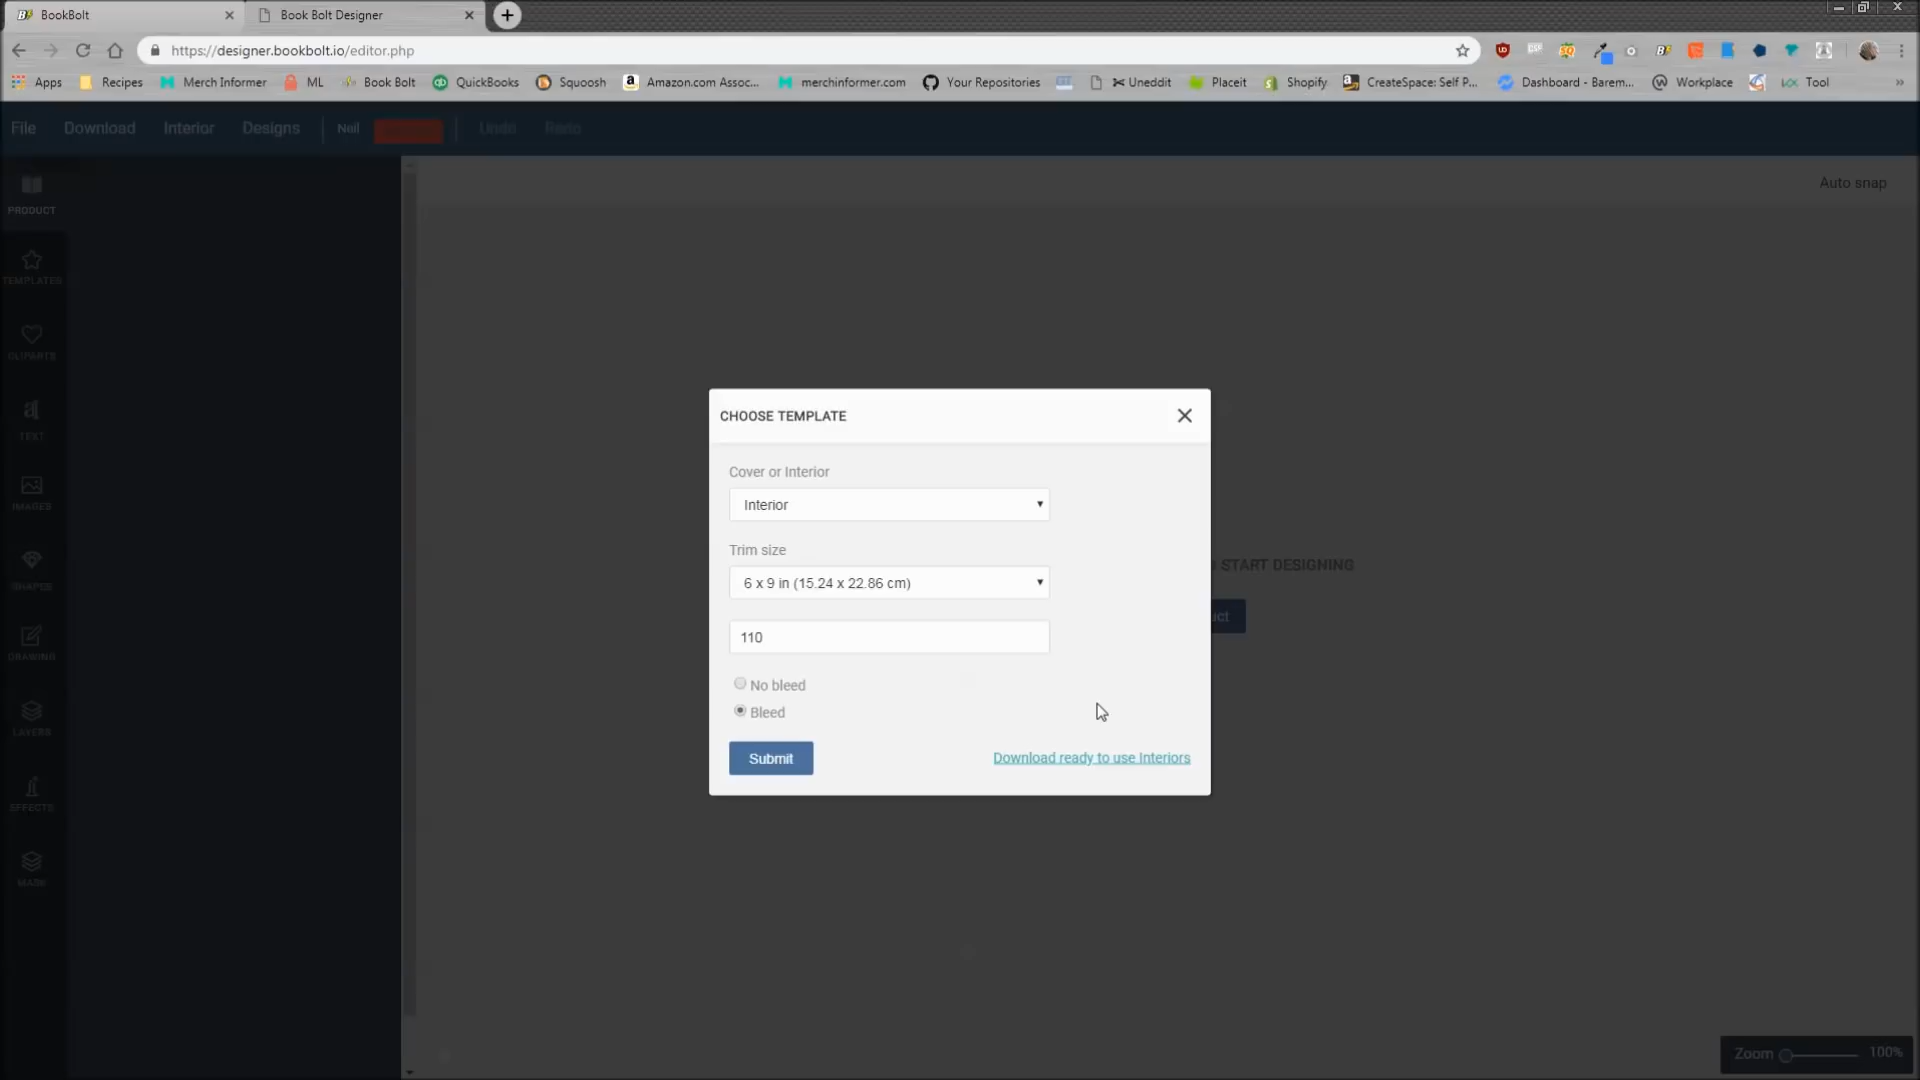 BookBolt
Book Bolt Designer
https://designer.bookbolt.io/editor.php
Apps Recipes Merch Informer ML Book Bolt QuickBooks Squoosh Amazon.com Assoc... merchinformer.com Your Repositories Uneddit Placeit Shopify CreateSpace: Self P... Dashboard - Barem... Workplace Tool »
File Download Interior Designs Neil Undo Redo
Auto snap
PRODUCT
TEMPLATES
CLIPARTS
TEXT
IMAGES
SHAPES
DRAWING
LAYERS
EFFECTS
MASK
CHOOSE TEMPLATE
Cover or Interior
Interior
Trim size
6 x 9 in (15.24 x 22.86 cm)
110
No bleed
Bleed
Submit
Download ready to use Interiors
START DESIGNING
Zoom 100%